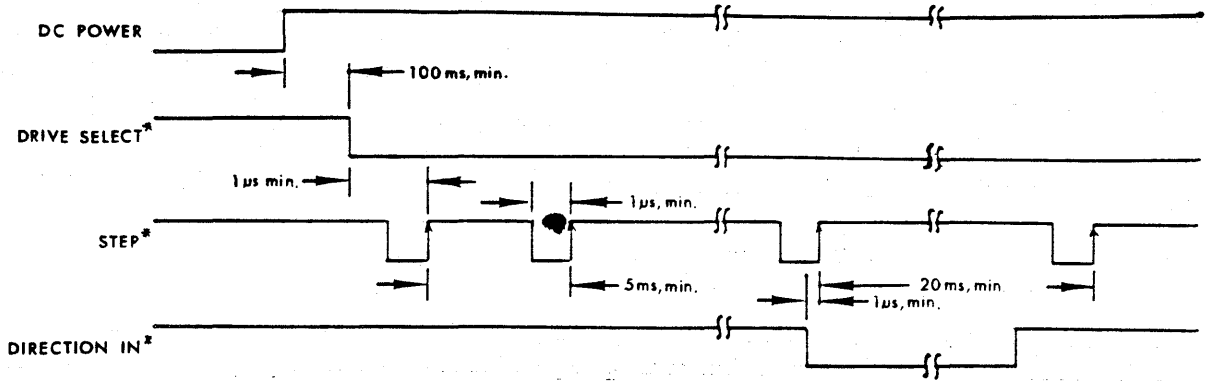 DC POWER
100 ms, min.
DRIVE SELECT*
1 µs min.
1 µs, min.
STEP*
5 ms, min.
20 ms, min.
1 µs, min.
DIRECTION IN*